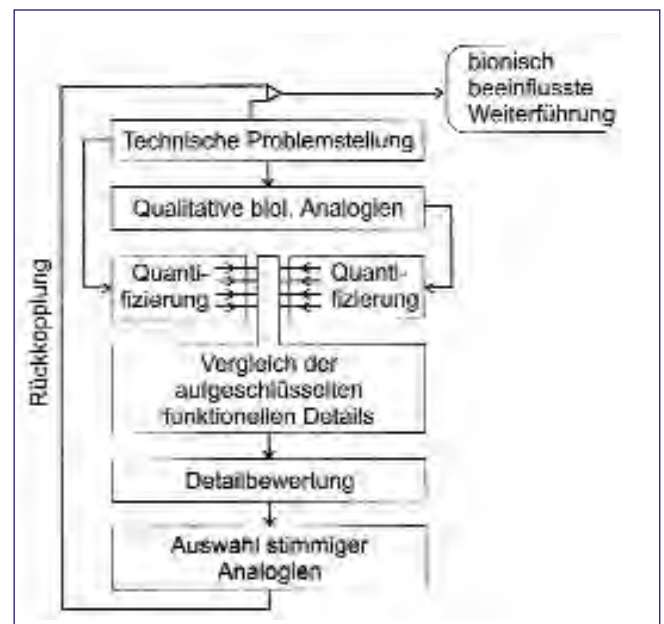 bionisch
beeinflusste
Weiterführung
Technische Problemstellung
Qualitative biol. Analogien
Quanti-
fizierung
Quanti-
fizierung
Vergleich der
aufgeschlüsselten
funktionellen Details
Detailbewertung
Auswahl stimmiger
Analogien
Rückkopplung